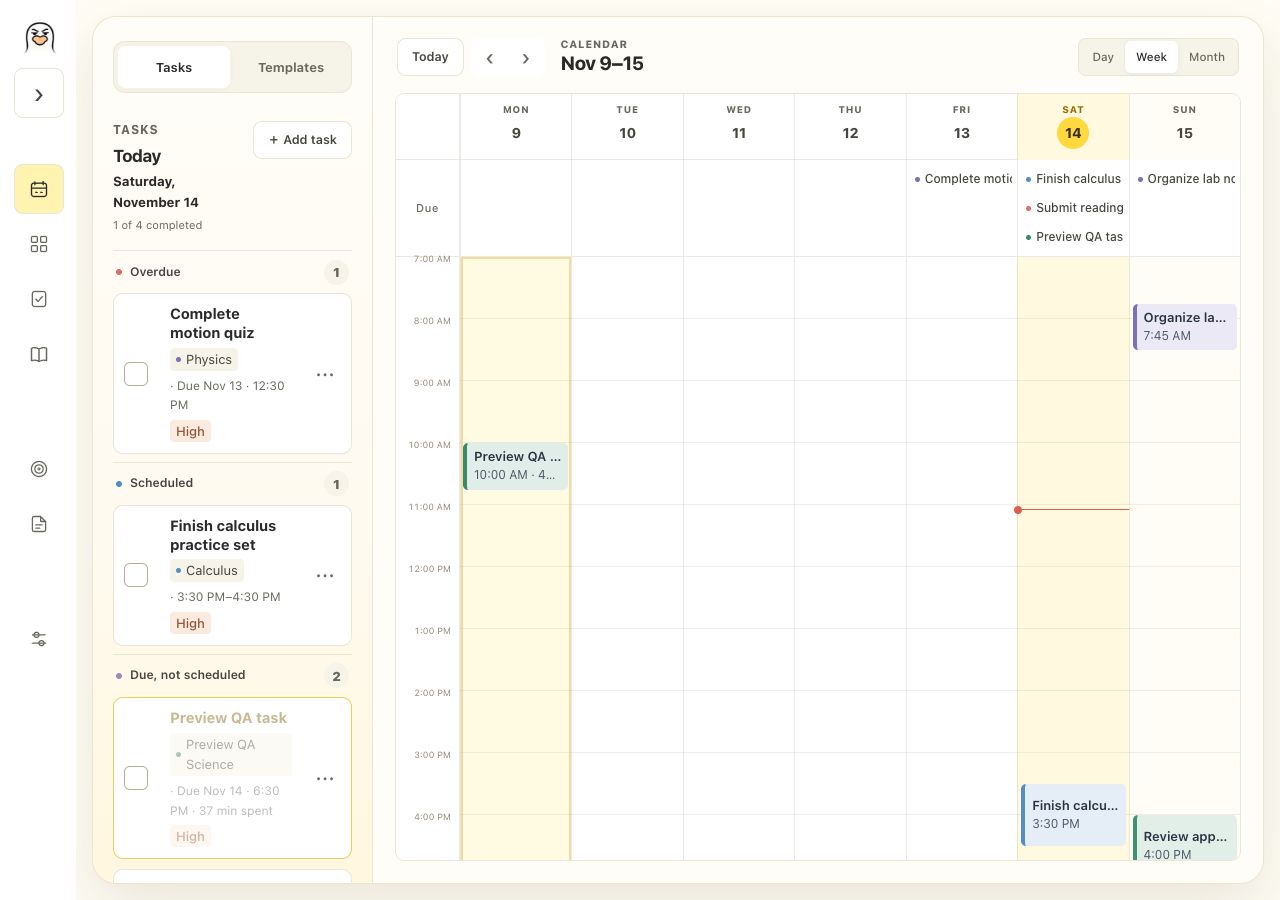 Tasks
Templates
TASKS
Today
Saturday,
November 14
1 of 4 completed
+ Add task
Overdue
1
Complete
motion quiz
Physics
· Due Nov 13 · 12:30
PM
High
Scheduled
1
Finish calculus
practice set
Calculus
· 3:30 PM–4:30 PM
High
Due, not scheduled
2
Preview QA task
Preview QA
Science
· Due Nov 14 · 6:30
PM · 37 min spent
High
Today
CALENDAR
Nov 9–15
Day
Week
Month
MON
9
TUE
10
WED
11
THU
12
FRI
13
SAT
14
SUN
15
Due
Complete motic
Finish calculus
Submit reading
Preview QA tas
Organize lab no
7:00 AM
8:00 AM
9:00 AM
10:00 AM
11:00 AM
12:00 PM
1:00 PM
2:00 PM
3:00 PM
4:00 PM
Preview QA ...
10:00 AM · 4...
Finish calcu...
3:30 PM
Organize la...
7:45 AM
Review app...
4:00 PM